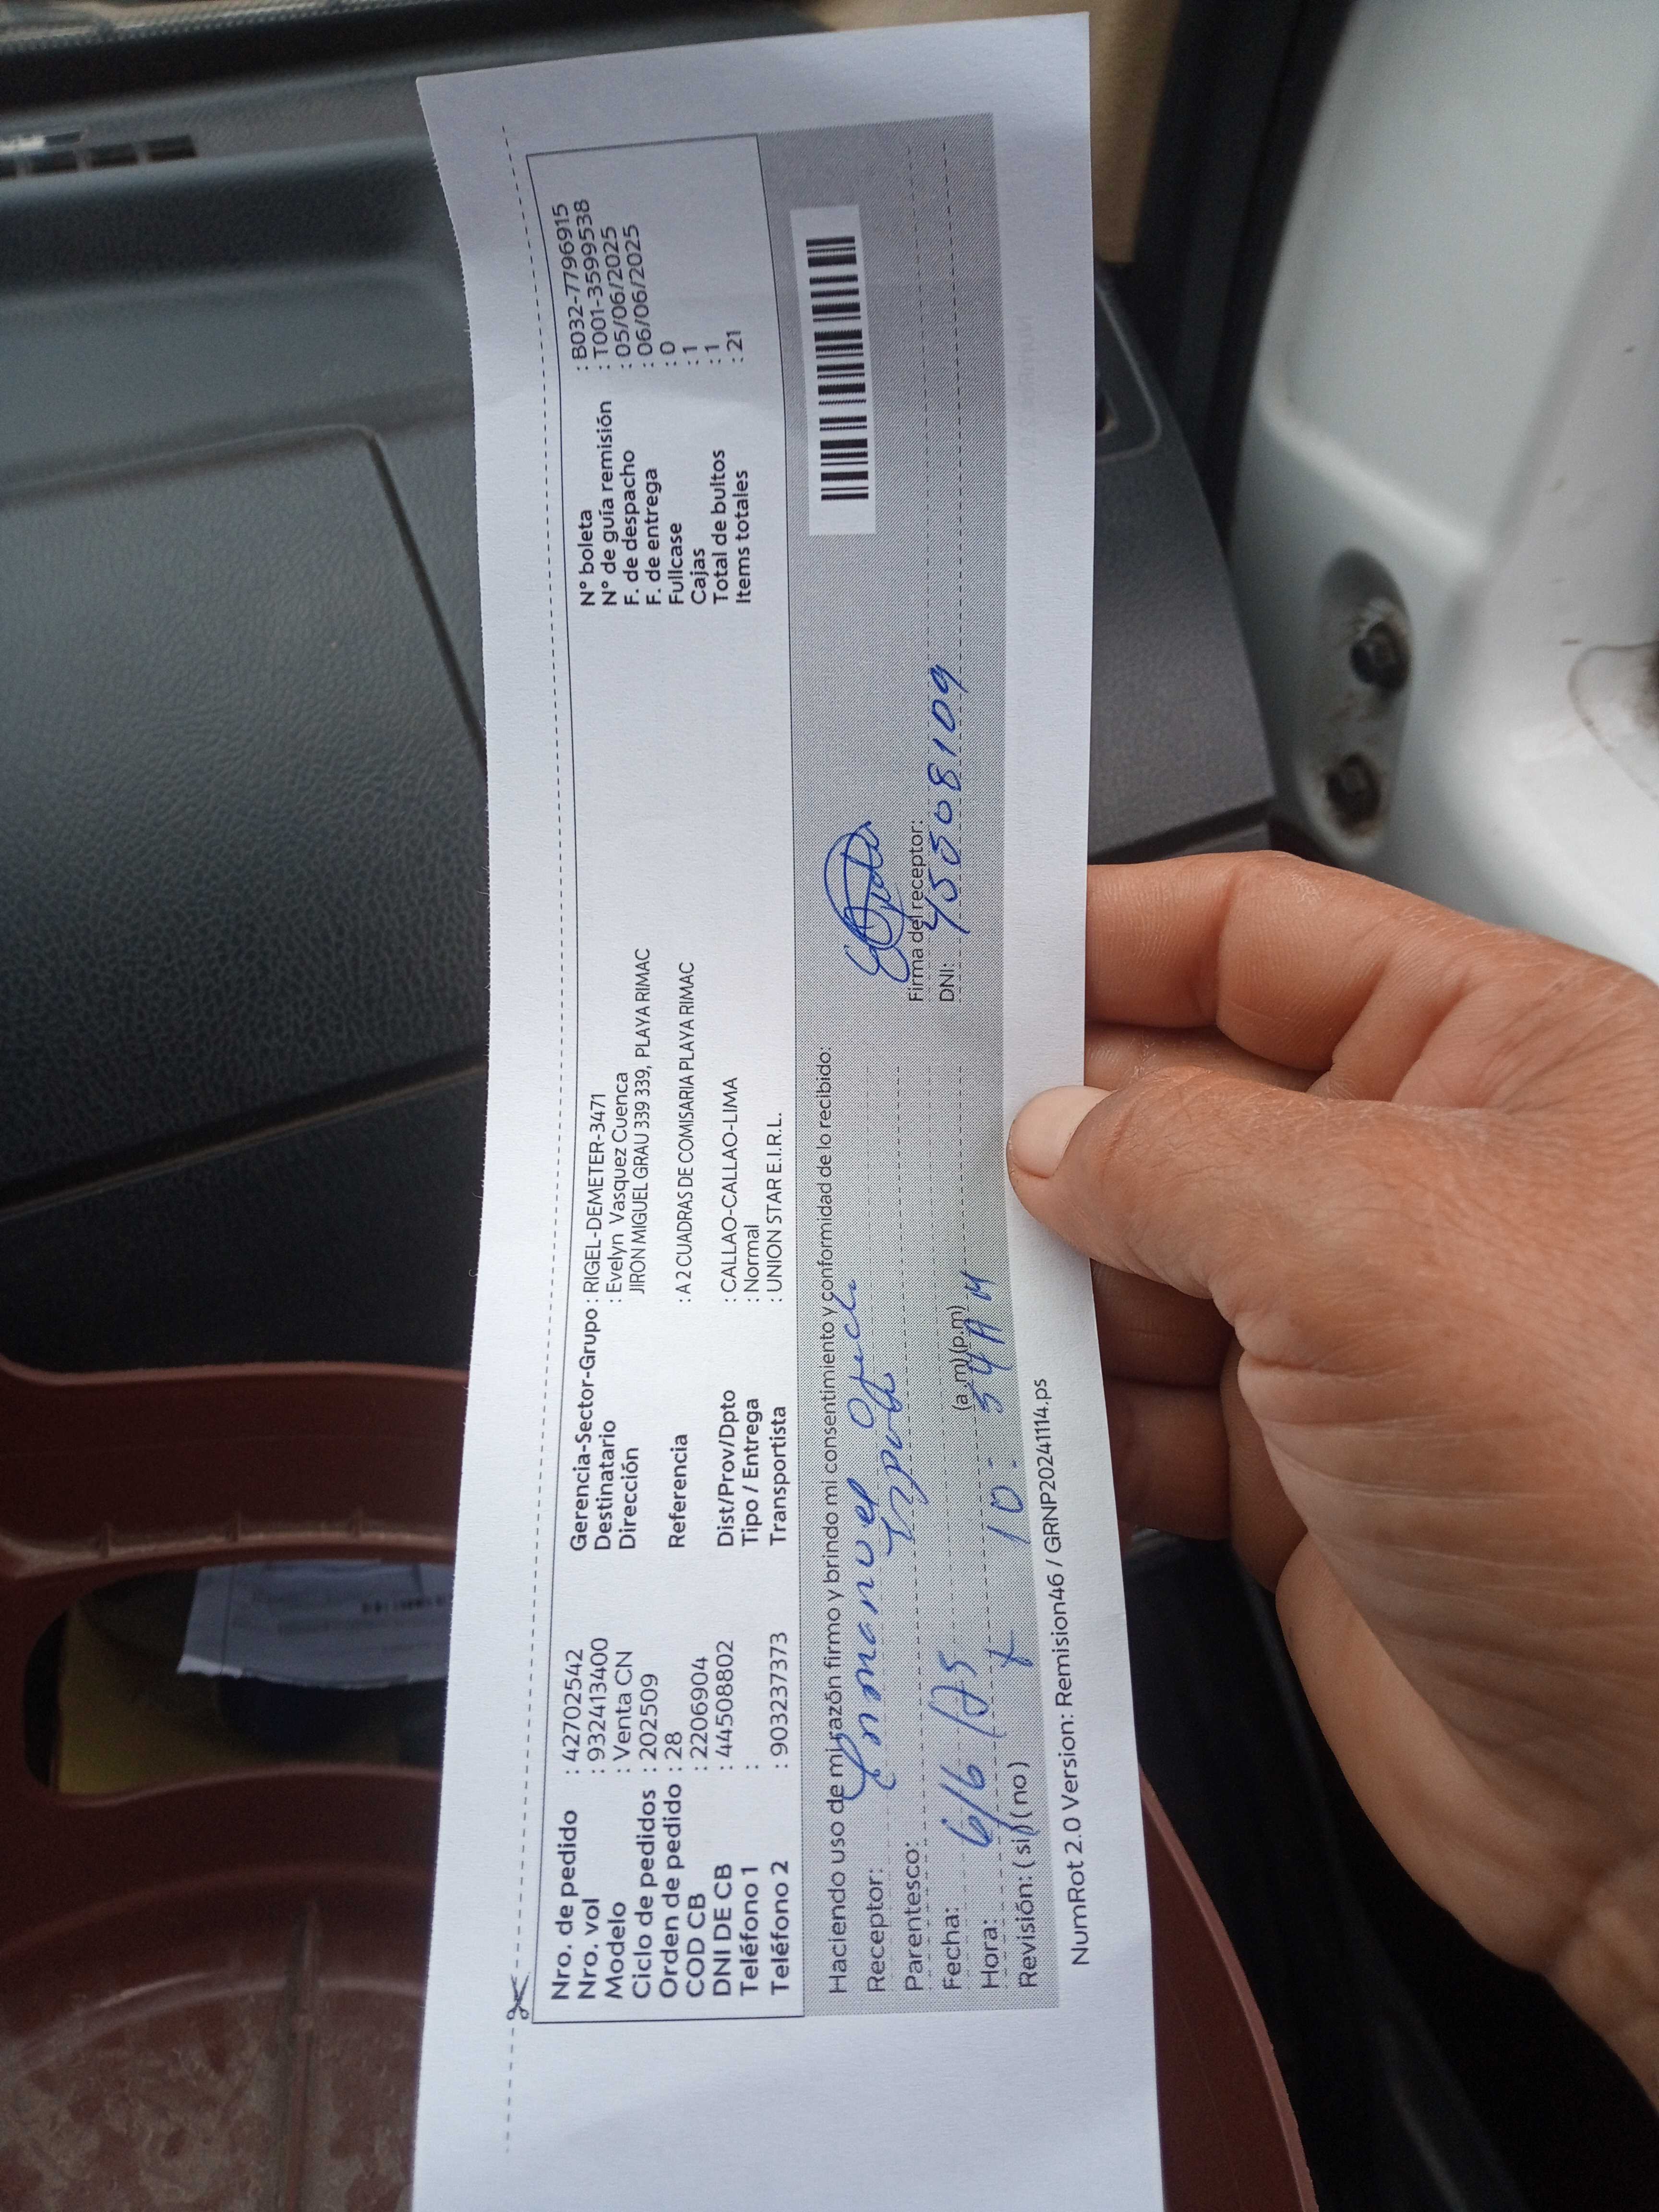 Nro. de pedido : 42702542
Nro. vol : 932413400
Modelo : Venta CN
Ciclo de pedidos : 202509
Orden de pedido : 28
COD CB : 2206904
DNI DE CB : 44508802
Teléfono 1 :
Teléfono 2 : 903237373
Gerencia-Sector-Grupo : RIGEL-DEMETER-3471
Destinatario : Evelyn Vasquez Cuenca
Dirección JIRON MIGUEL GRAU 339 339, PLAYA RIMAC
Referencia : A 2 CUADRAS DE COMISARIA PLAYA RIMAC
Dist/Prov/Dpto : CALLAO-CALLAO-LIMA
Tipo / Entrega : Normal
Transportista : UNION STAR E.I.R.L.
N° boleta : B032-7796915
N° de guía remisión : T001-3599538
F. de despacho : 05/06/2025
F. de entrega : 06/06/2025
Fullcase : 0
Cajas : 1
Total de bultos : 1
Items totales : 21
Haciendo uso de mi razón firmo y brindo mi consentimiento y conformidad de lo recibido:
Receptor: Emmanuel
Parentesco:
Fecha: 6/6/25
Hora: 10:34 AM (a.m)(p.m)
Revisión: ( si ) ( no )
Firma del receptor:
DNI: 45508109
NumRot 2.0 Version: Remision46 / GRNP20241114.ps